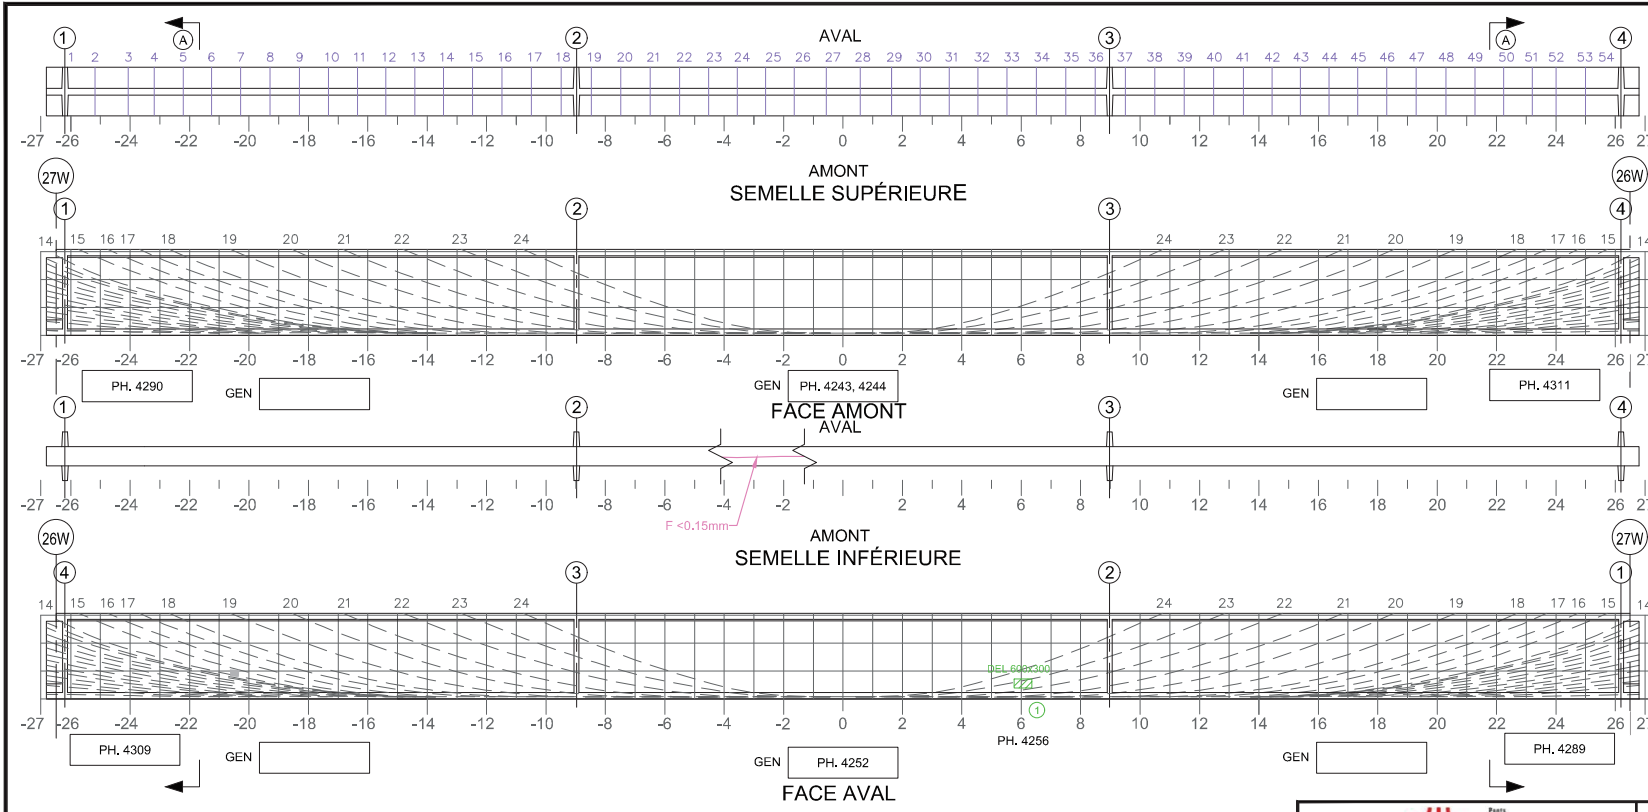 A A
1 2 AVAL 3 4
1 2 3 4 5 6 7 8 9 10 11 12 13 14 15 16 17 18 19 20 21 22 23 24 25 26 27 28 29 30 31 32 33 34 35 36 37 38 39 40 41 42 43 44 45 46 47 48 49 50 51 52 53 54
-27 -26 -24 -22 -20 -18 -16 -14 -12 -10 -8 -6 -4 -2 0 2 4 6 8 10 12 14 16 18 20 22 24 26 27
AMONT
SEMELLE SUPÉRIEURE
27W 26W
1 2 3 4
14 15 16 17 18 19 20 21 22 23 24 24 23 22 21 20 19 18 17 16 15 14
-27 -26 -24 -22 -20 -18 -16 -14 -12 -10 -8 -6 -4 -2 0 2 4 6 8 10 12 14 16 18 20 22 24 26 27
PH. 4290 GEN GEN PH. 4243, 4244 GEN PH. 4311
FACE AMONT
1 2 AVAL 3 4
-27 -26 -24 -22 -20 -18 -16 -14 -12 -10 -8 -6 -4 -2 0 2 4 6 8 10 12 14 16 18 20 22 24 26 27
F <0.15mm
AMONT
SEMELLE INFÉRIEURE
26W 27W
4 3 2 1
14 15 16 17 18 19 20 21 22 23 24 24 23 22 21 20 19 18 17 16 15 14
DEL 600x300
1
-27 -26 -24 -22 -20 -18 -16 -14 -12 -10 -8 -6 -4 -2 0 2 4 6 8 10 12 14 16 18 20 22 24 26 27
PH. 4309 GEN GEN PH. 4252 PH. 4256 GEN PH. 4289
FACE AVAL
Ponts